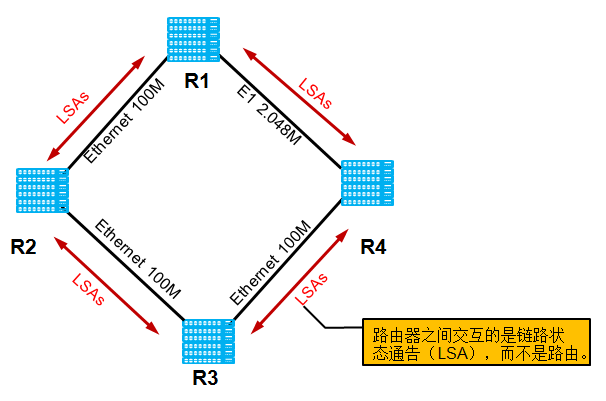 R1
LSAs
Ethernet 100M
E1 2.048M
LSAs
R2
R4
Ethernet 100M
LSAs
Ethernet 100M
LSAs
R3
路由器之间交互的是链路状
态通告（LSA），而不是路由。